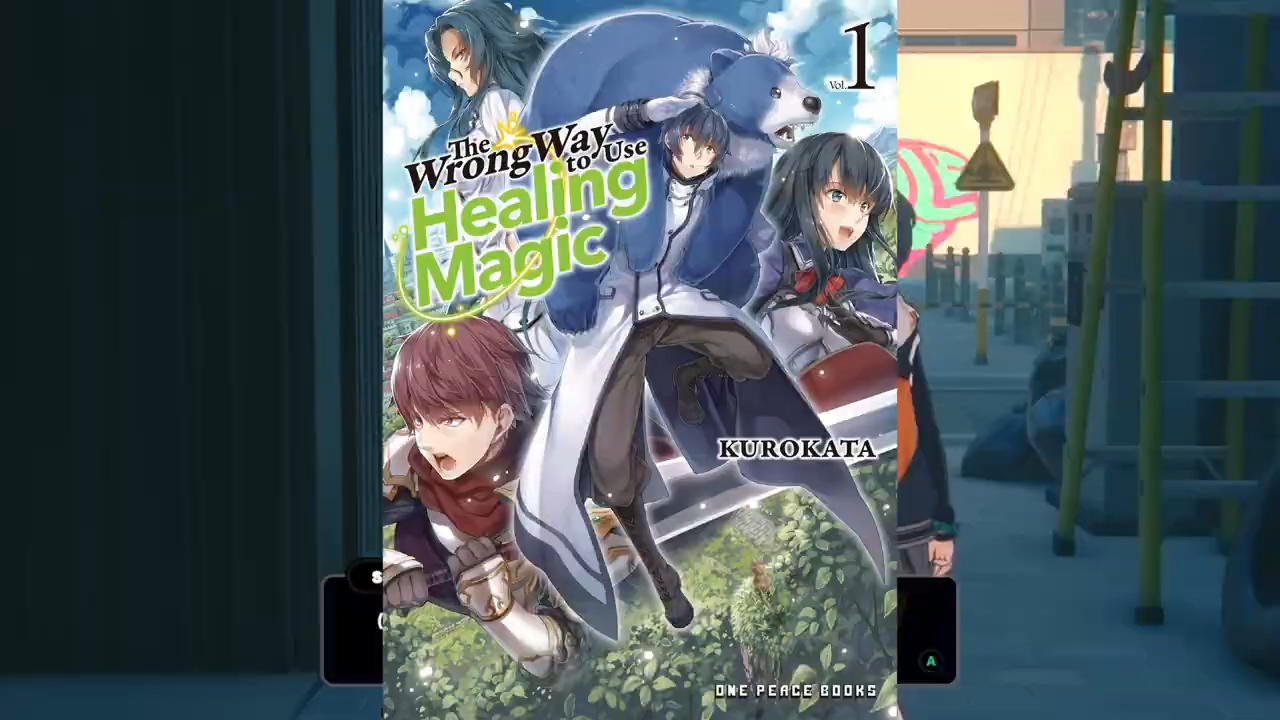 Vol. 1
The
Wrong Way
to Use
Healing
Magic
KUROKATA
S
(
A
ONE PEACE BOOKS